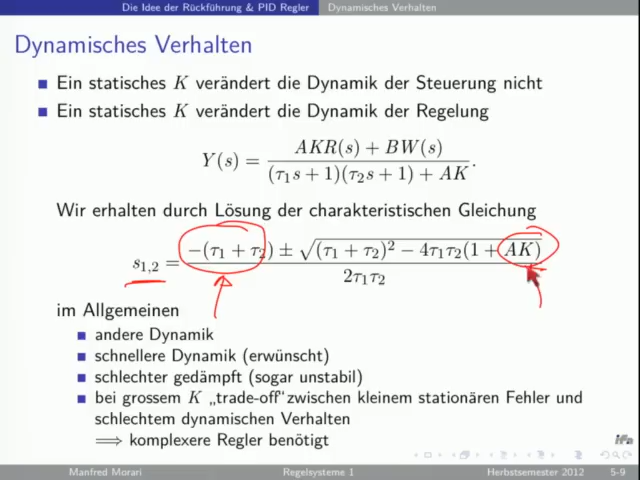 Die Idee der Rückführung & PID Regler Dynamisches Verhalten
Dynamisches Verhalten
Ein statisches K verändert die Dynamik der Steuerung nicht
Ein statisches K verändert die Dynamik der Regelung
Y(s) = \frac{AKR(s) + BW(s)}{(τ₁s + 1)(τ₂s + 1) + AK}.
Wir erhalten durch Lösung der charakteristischen Gleichung
s₁,₂ = \frac{−(τ₁ + τ₂) ± \sqrt{(τ₁ + τ₂)² − 4τ₁τ₂(1 + AK)}}{2τ₁τ₂}
im Allgemeinen
andere Dynamik
schnellere Dynamik (erwünscht)
schlechter gedämpft (sogar unstabil)
bei grossem K „trade-off“zwischen kleinem stationären Fehler und
schlechtem dynamischen Verhalten
⟹ komplexere Regler benötigt
Manfred Morari Regelsysteme 1 Herbstsemester 2012 5-9